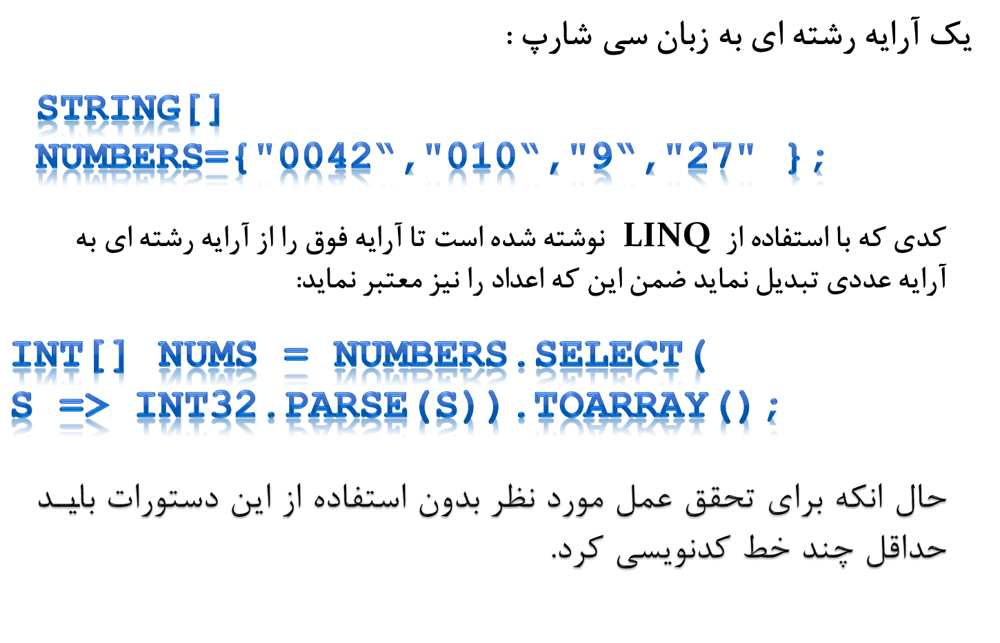 یک آرایه رشته ای به زبان سی شارپ :
STRING[]
NUMBERS={"0042‟,"010‟,"9‟,"27" };
کدی که با استفاده از LINQ نوشته شده است تا آرایه فوق را از آرایه رشته ای به
آرایه عددی تبدیل نماید ضمن این که اعداد را نیز معتبر نماید:
INT[] NUMS = NUMBERS.SELECT(
S => INT32.PARSE(S)).TOARRAY();
حال انکه برای تحقق عمل مورد نظر بدون استفاده از این دستورات بایـد
حداقل چند خط کدنویسی کرد.